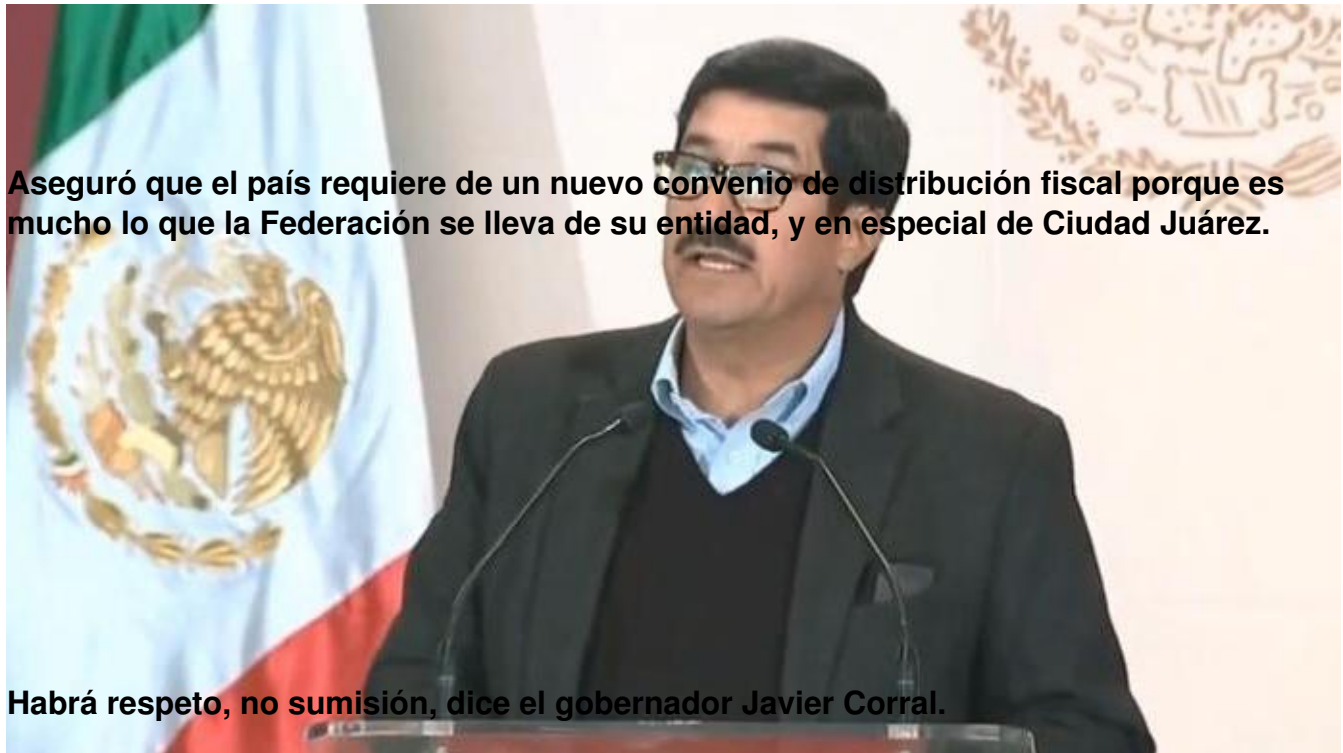 Aseguró que el país requiere de un nuevo convenio de distribución fiscal porque es
mucho lo que la Federación se lleva de su entidad, y en especial de Ciudad Juárez.
Habrá respeto, no sumisión, dice el gobernador Javier Corral.